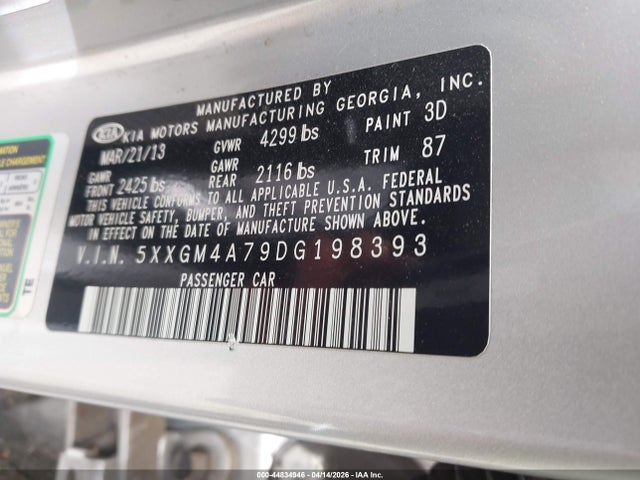 MANUFACTURED BY
KIA KIA MOTORS MANUFACTURING GEORGIA, INC.
MAR/21/13 GVWR 4299 lbs PAINT 3D
GAWR FRONT 2425 lbs GAWR REAR 2116 lbs TRIM 87
THIS VEHICLE CONFORMS TO ALL APPLICABLE U.S.A. FEDERAL
MOTOR VEHICLE SAFETY, BUMPER, AND THEFT PREVENTION STANDARDS
IN EFFECT ON THE DATE OF MANUFACTURE SHOWN ABOVE.
V.I.N. 5XXGM4A79DG198393
PASSENGER CAR
000-44834946 - 04/14/2026 - IAA Inc.